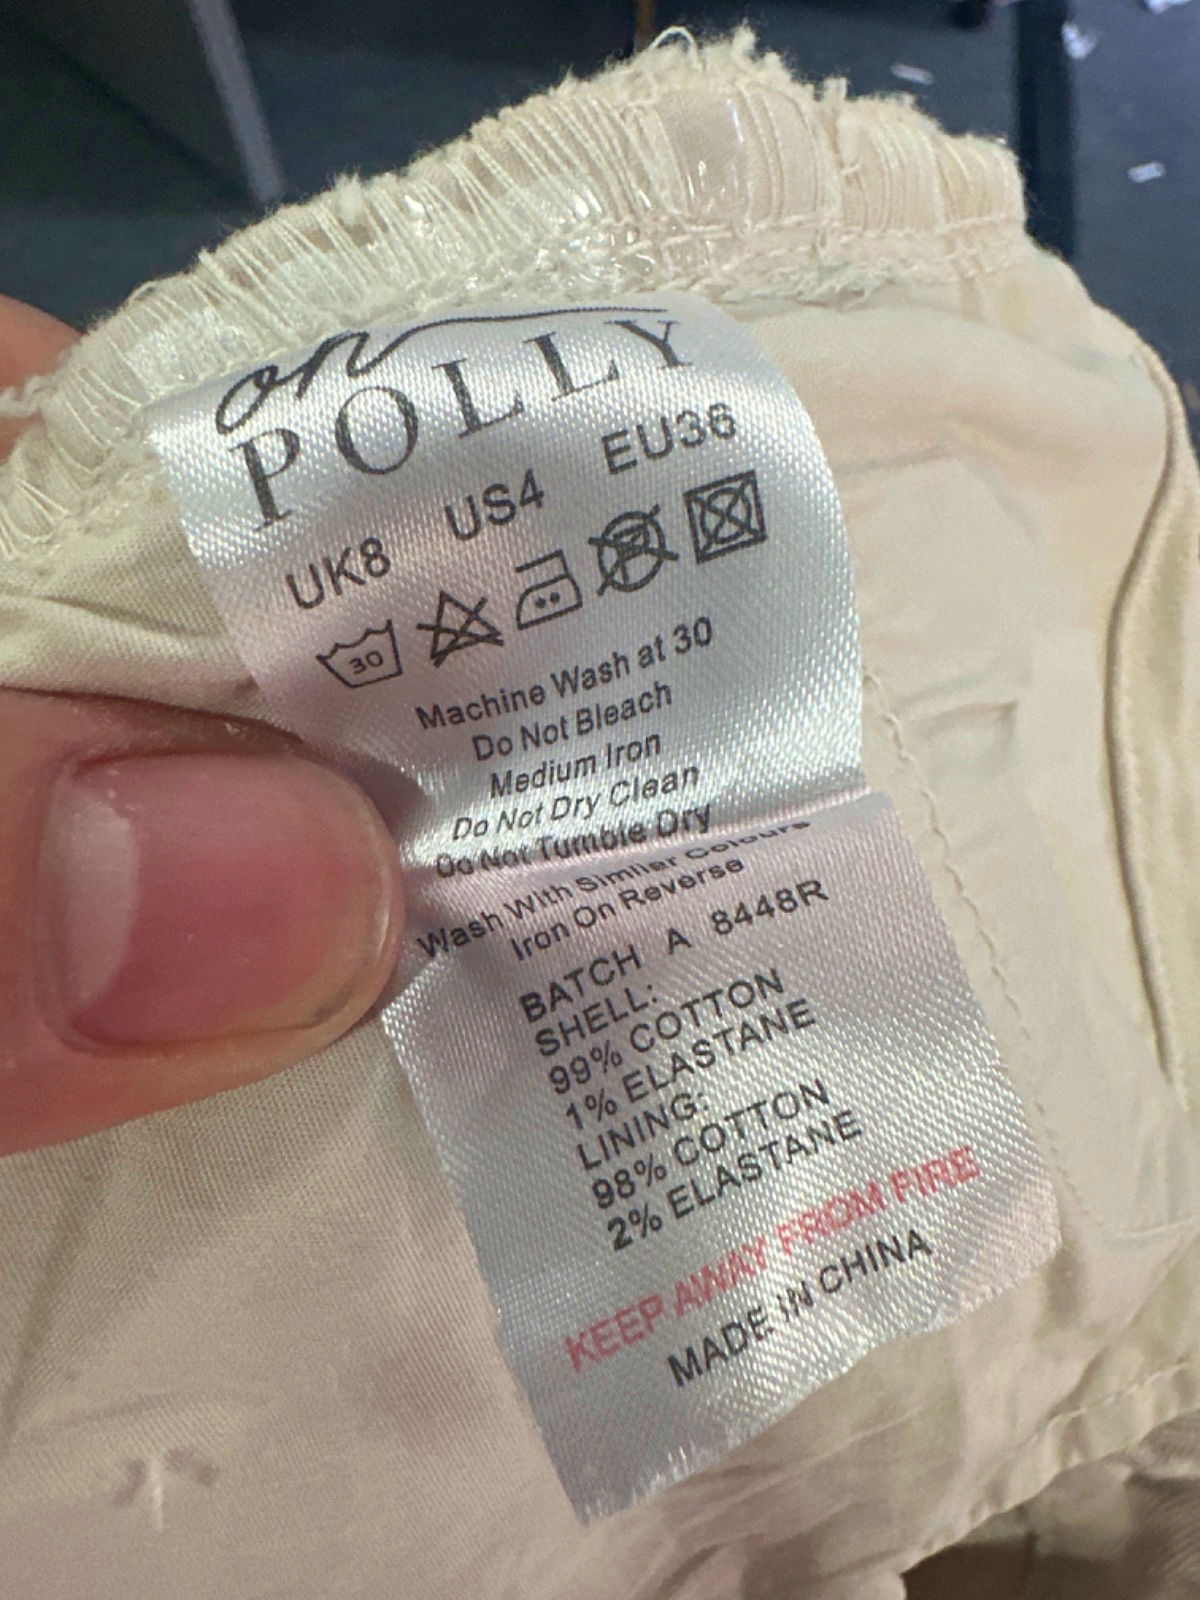 oh
POLLY
UK8 US4 EU36
30
P
Machine Wash at 30
Do Not Bleach
Medium Iron
Do Not Dry Clean
Do Not Tumble Dry
Wash With Similar Colours
Iron On Reverse
BATCH A 8448R
SHELL:
99% COTTON
1% ELASTANE
LINING:
98% COTTON
2% ELASTANE
KEEP AWAY FROM FIRE
MADE IN CHINA